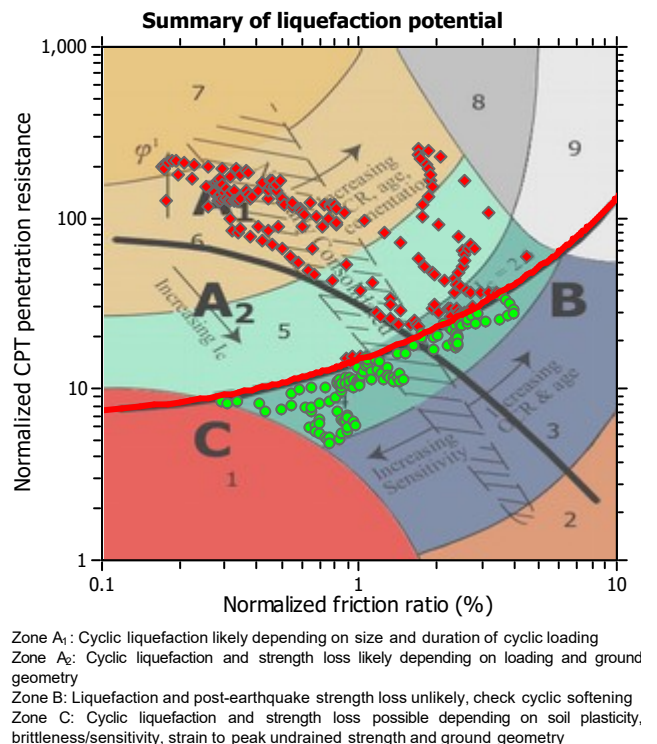 Summary of liquefaction potential
1,000
7
8
9
φ'
Increasing
OCR, age,
cementation
100
A1
6
Consolidated
A2
Increasing Ic
5
B
10
4
C
1
Increasing
OCR & age
Increasing
Sensitivity
3
2
1
0.1
1
10
Normalized CPT penetration resistance
Normalized friction ratio (%)
Zone A1: Cyclic liquefaction likely depending on size and duration of cyclic loading
Zone A2: Cyclic liquefaction and strength loss likely depending on loading and ground
geometry
Zone B: Liquefaction and post-earthquake strength loss unlikely, check cyclic softening
Zone C: Cyclic liquefaction and strength loss possible depending on soil plasticity,
brittleness/sensitivity, strain to peak undrained strength and ground geometry